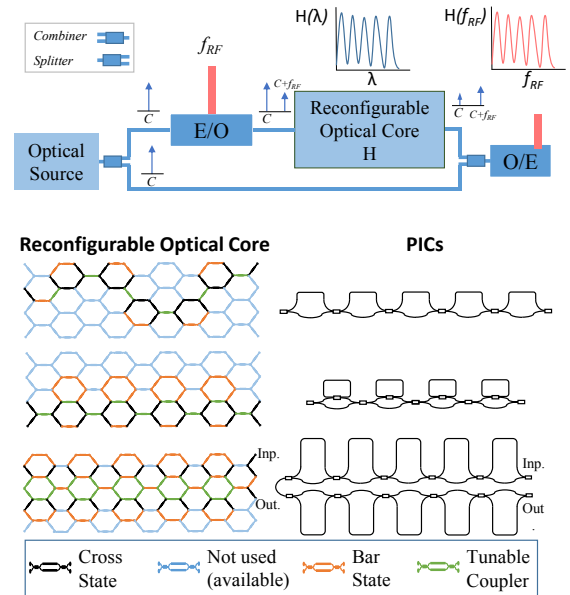 Combiner
Splitter
f_RF
H(λ)
λ
H(f_RF)
f_RF
C
C+f_RF
C
C
C
C+f_RF
Optical
Source
E/O
Reconfigurable
Optical Core
H
O/E
Reconfigurable Optical Core
PICs
Inp.
Out.
Inp.
Out
.
Cross
State
Not used
(available)
Bar
State
Tunable
Coupler